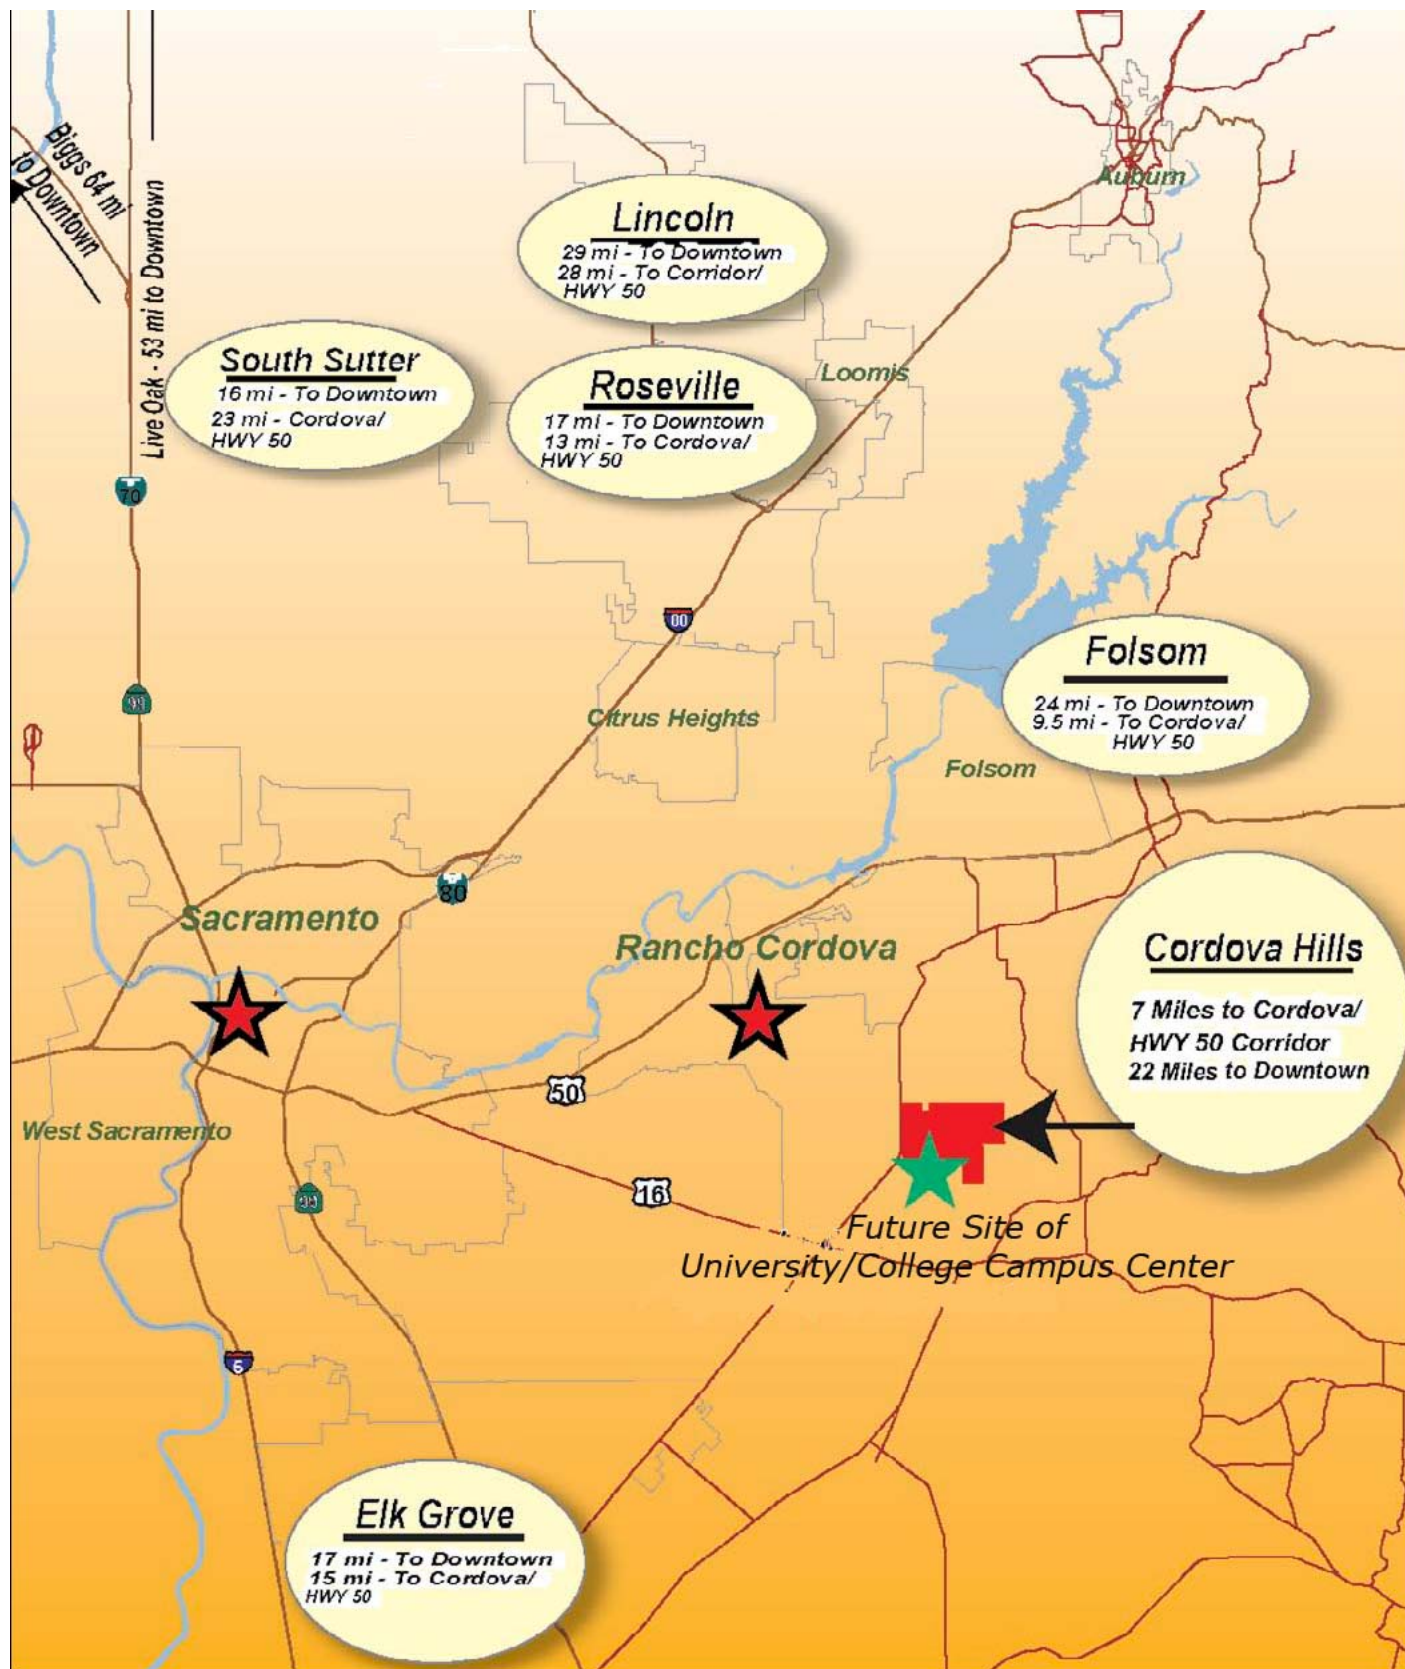 Biggs 64 mi
to Downtown
Live Oak - 53 mi to Downtown
Auburn
Lincoln
29 mi - To Downtown
28 mi - To Corridor/
HWY 50
South Sutter
16 mi - To Downtown
23 mi - Cordova/
HWY 50
Roseville
17 mi - To Downtown
13 mi - To Cordova/
HWY 50
Loomis
70
Folsom
24 mi - To Downtown
9.5 mi - To Cordova/
HWY 50
Citrus Heights
Folsom
80
Sacramento
Rancho Cordova
Cordova Hills
7 Miles to Cordova/
HWY 50 Corridor
22 Miles to Downtown
50
West Sacramento
16
Future Site of
University/College Campus Center
Elk Grove
17 mi - To Downtown
15 mi - To Cordova/
HWY 50